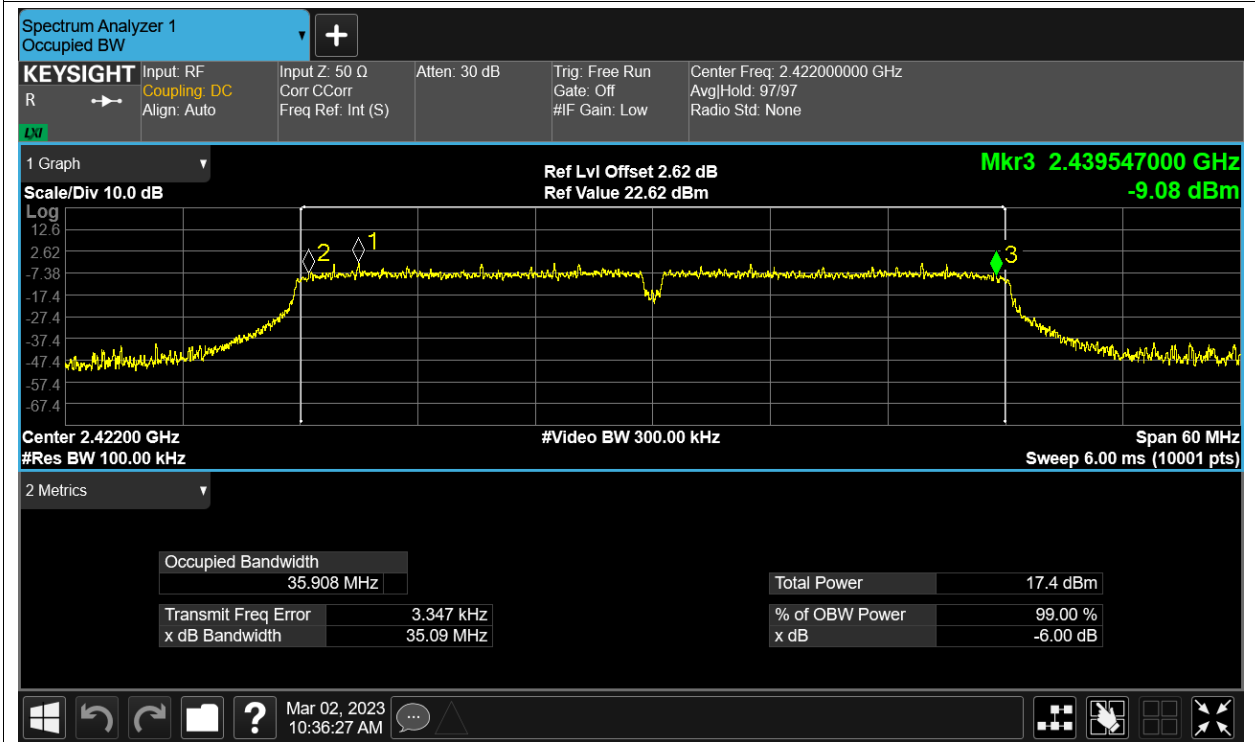 Spectrum Analyzer 1
Occupied BW
KEYSIGHT
R
LXI
Input: RF
Coupling: DC
Align: Auto
Input Z: 50 Ω
Corr CCorr
Freq Ref: Int (S)
Atten: 30 dB
Trig: Free Run
Gate: Off
#IF Gain: Low
Center Freq: 2.422000000 GHz
Avg|Hold: 97/97
Radio Std: None
1 Graph
Scale/Div 10.0 dB
Ref Lvl Offset 2.62 dB
Ref Value 22.62 dBm
Mkr3 2.439547000 GHz
-9.08 dBm
Log
12.6
2.62
-7.38
-17.4
-27.4
-37.4
-47.4
-57.4
-67.4
2
1
3
Center 2.42200 GHz
#Video BW 300.00 kHz
Span 60 MHz
#Res BW 100.00 kHz
Sweep 6.00 ms (10001 pts)
2 Metrics
Occupied Bandwidth
35.908 MHz
Total Power 17.4 dBm
Transmit Freq Error 3.347 kHz
% of OBW Power 99.00 %
x dB Bandwidth 35.09 MHz
x dB -6.00 dB
?
Mar 02, 2023
10:36:27 AM